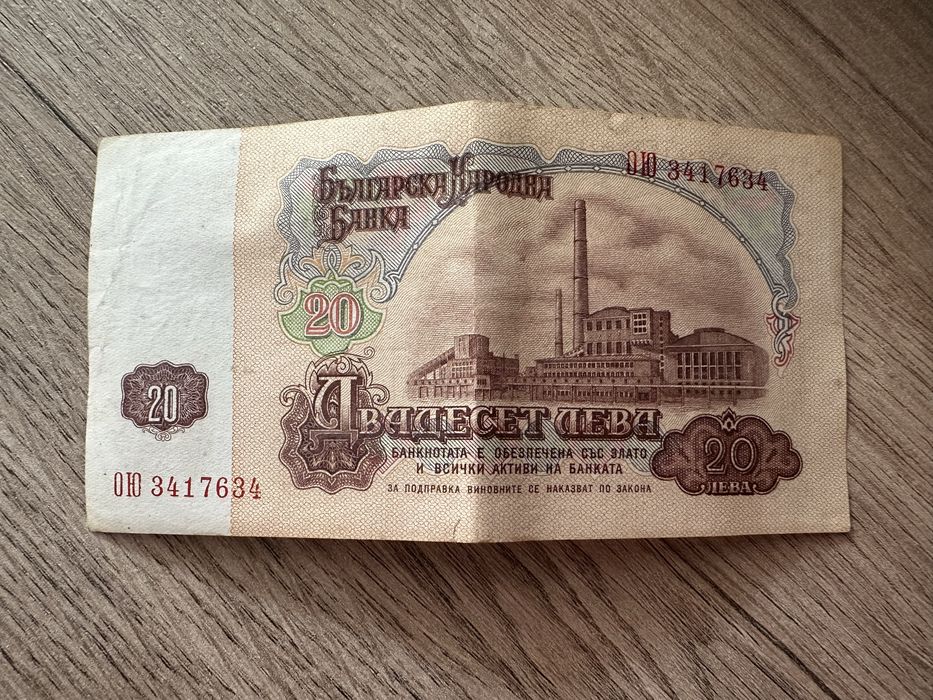 Българска Народна
Банка
ОЮ 3417634
20
20
Двадесет лева
БАНКНОТАТА Е ОБЕЗПЕЧЕНА СЪС ЗЛАТО
И ВСИЧКИ АКТИВИ НА БАНКАТА
ЗА ПОДПРАВКА ВИНОВНИТЕ СЕ НАКАЗВАТ ПО ЗАКОНА
20
ЛЕВА
ОЮ 3417634